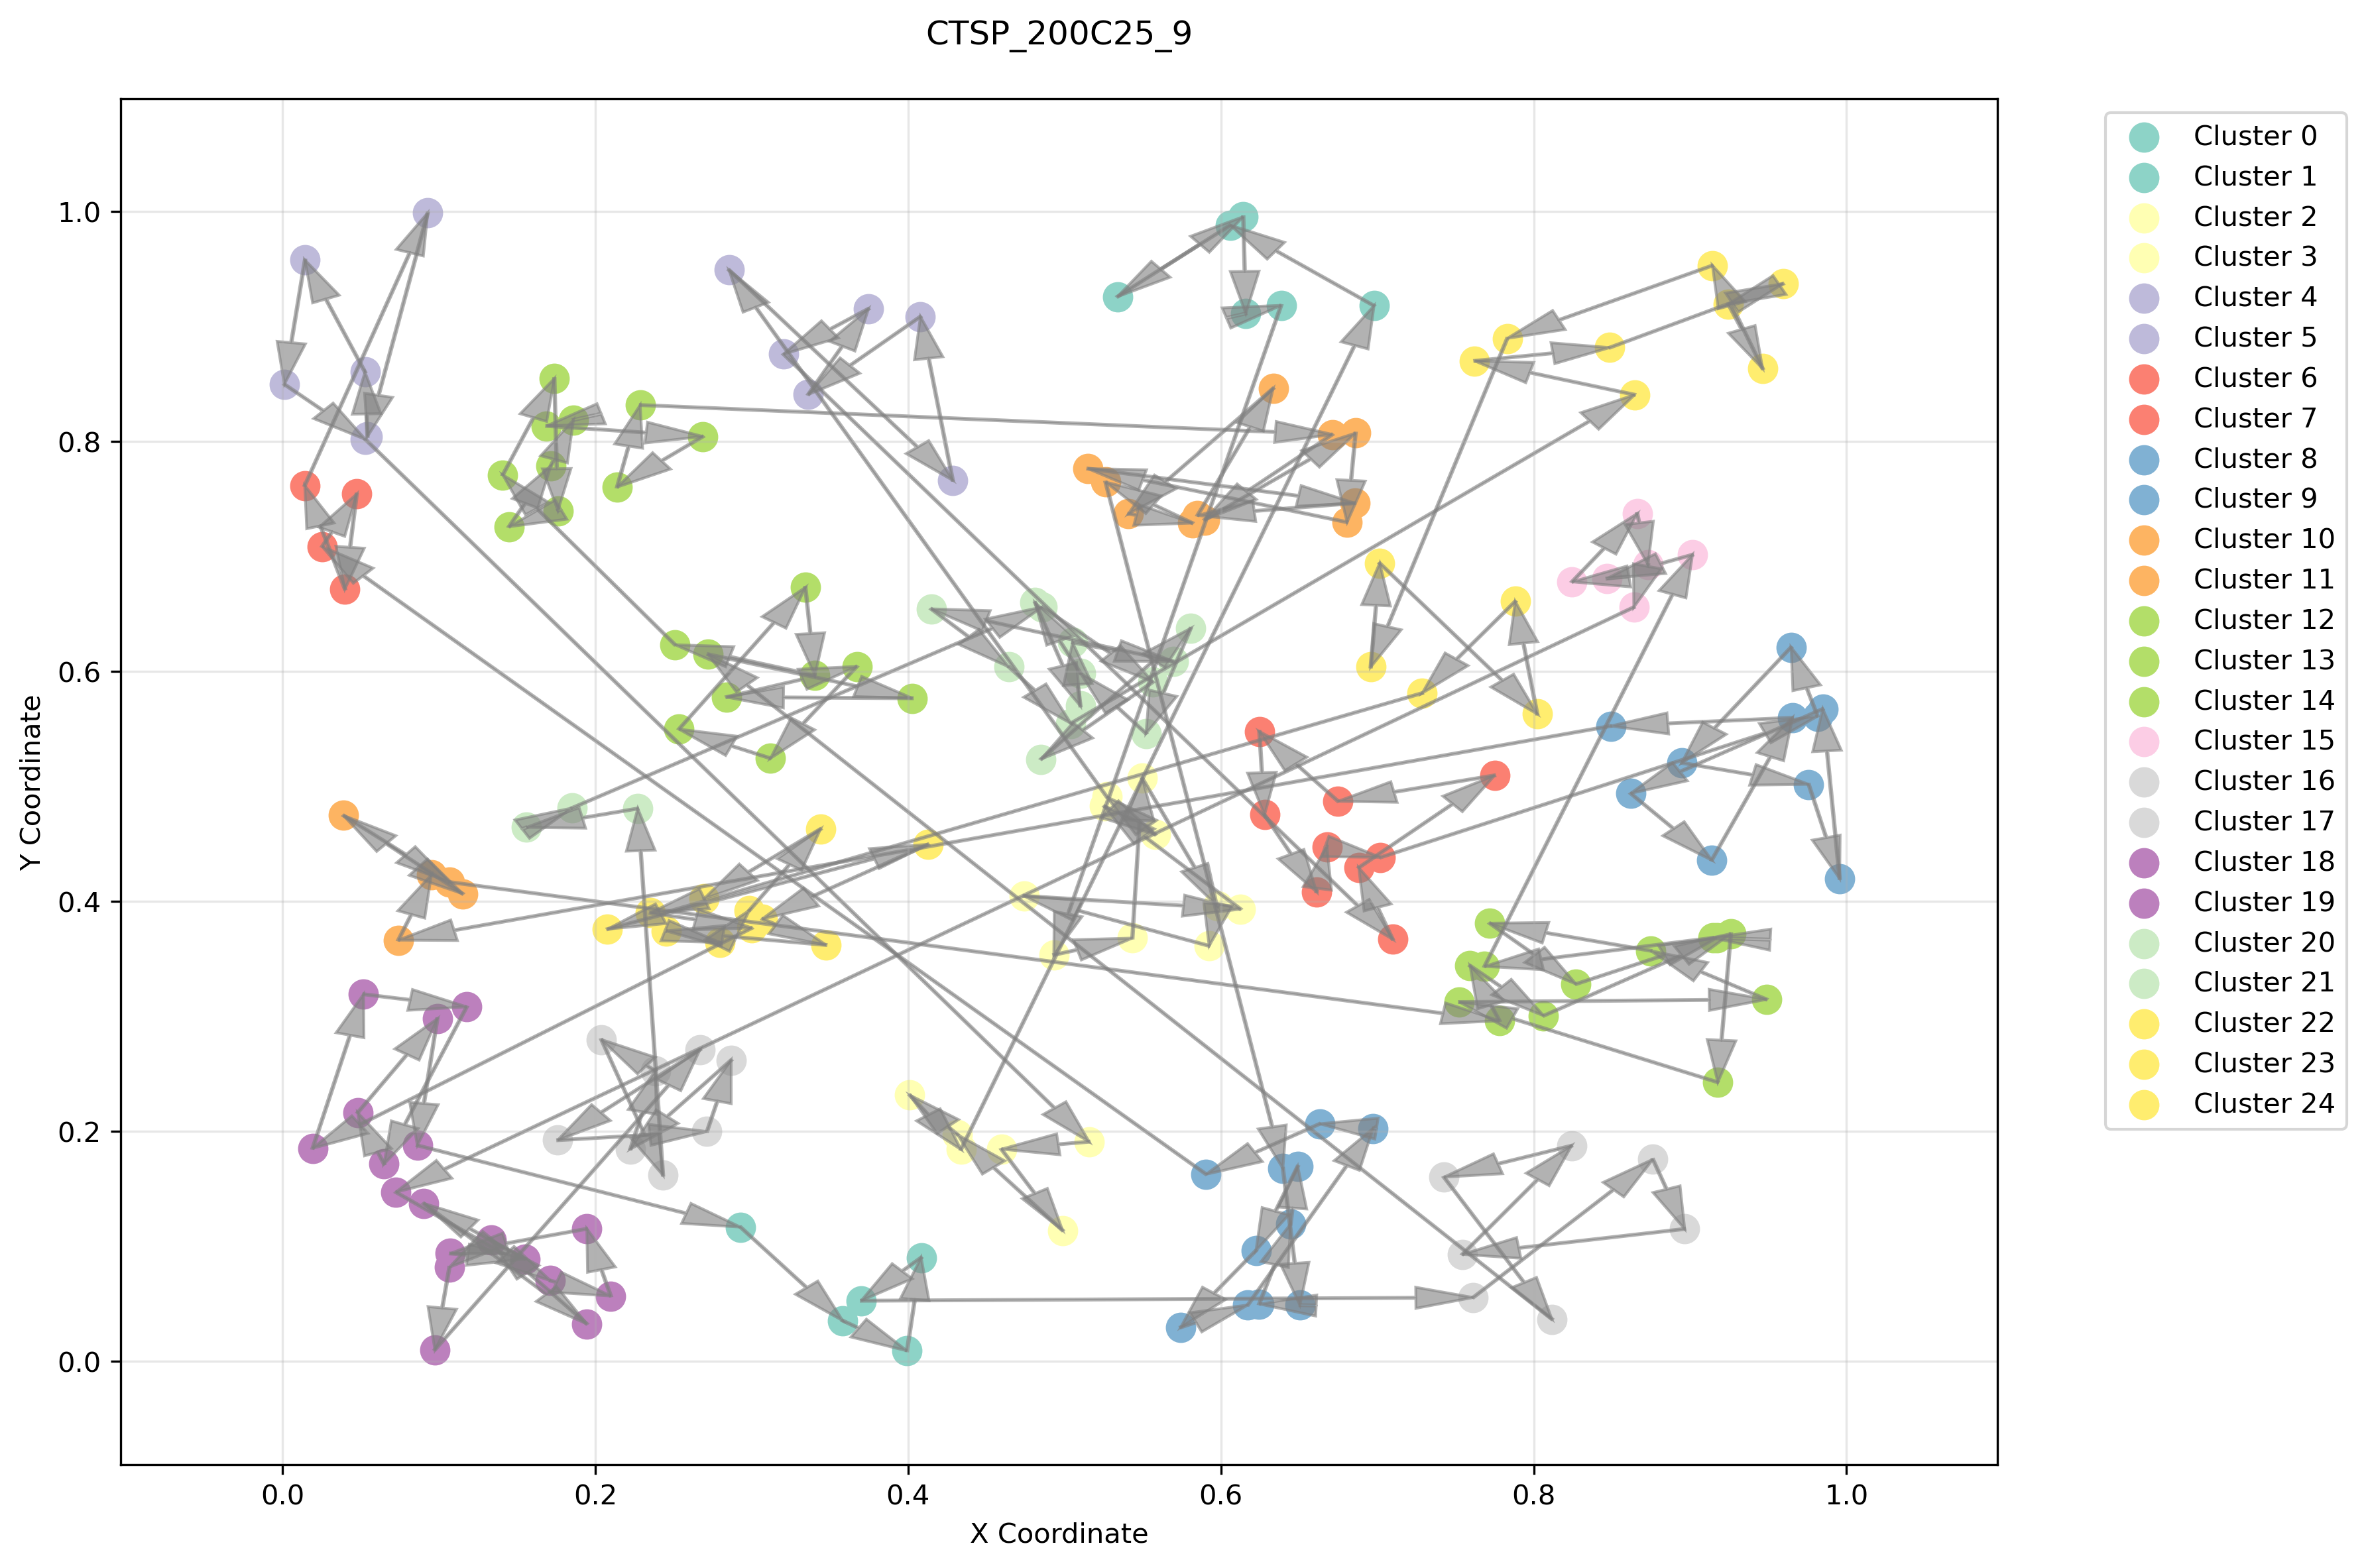 CTSP_200C25_9
1.0
0.8
0.6
0.4
0.2
0.0
Y Coordinate
0.0
0.2
0.4
0.6
0.8
1.0
X Coordinate
Cluster 0
Cluster 1
Cluster 2
Cluster 3
Cluster 4
Cluster 5
Cluster 6
Cluster 7
Cluster 8
Cluster 9
Cluster 10
Cluster 11
Cluster 12
Cluster 13
Cluster 14
Cluster 15
Cluster 16
Cluster 17
Cluster 18
Cluster 19
Cluster 20
Cluster 21
Cluster 22
Cluster 23
Cluster 24